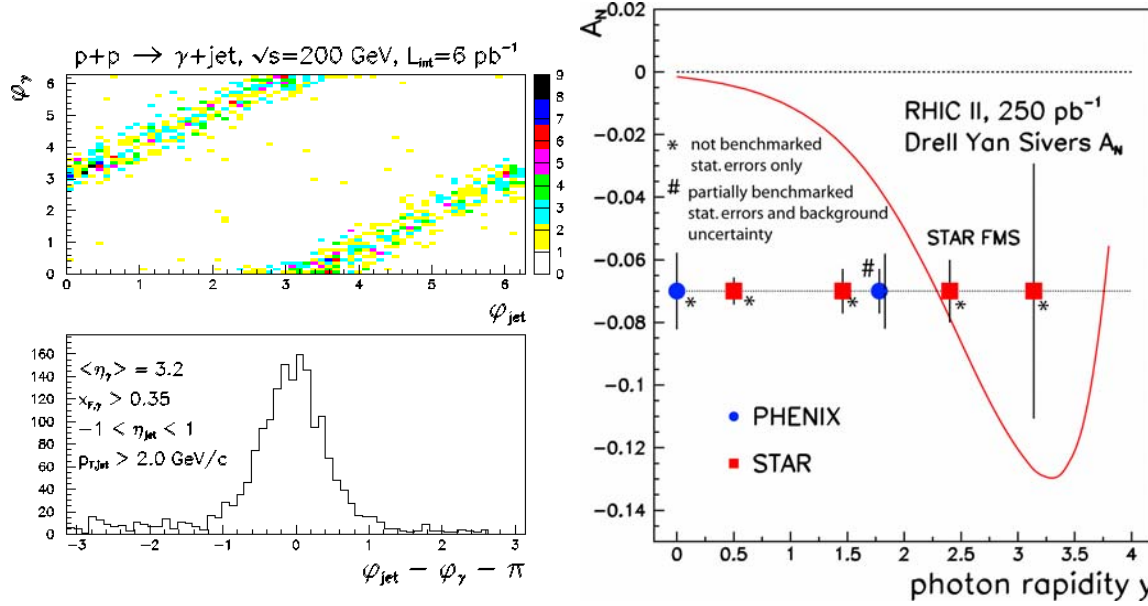 p+p → γ+jet, √s=200 GeV, L_int=6 pb⁻¹
φ_γ
6
5
4
3
2
1
0
0 1 2 3 4 5 6
φ_jet
9
8
7
6
5
4
3
2
1
0
160
140
120
100
80
60
40
20
0
<η_γ> = 3.2
x_F,γ > 0.35
−1 < η_jet < 1
p_T,jet > 2.0 GeV/c
−3 −2 −1 0 1 2 3
φ_jet − φ_γ − π
A_N
0.02
0
−0.02
−0.04
−0.06
−0.08
−0.1
−0.12
−0.14
RHIC II, 250 pb⁻¹
Drell Yan Sivers A_N
* not benchmarked
stat. errors only
# partially benchmarked
stat. errors and background
uncertainty
STAR FMS
#
* * * * *
PHENIX
STAR
0 0.5 1 1.5 2 2.5 3 3.5 4
photon rapidity y